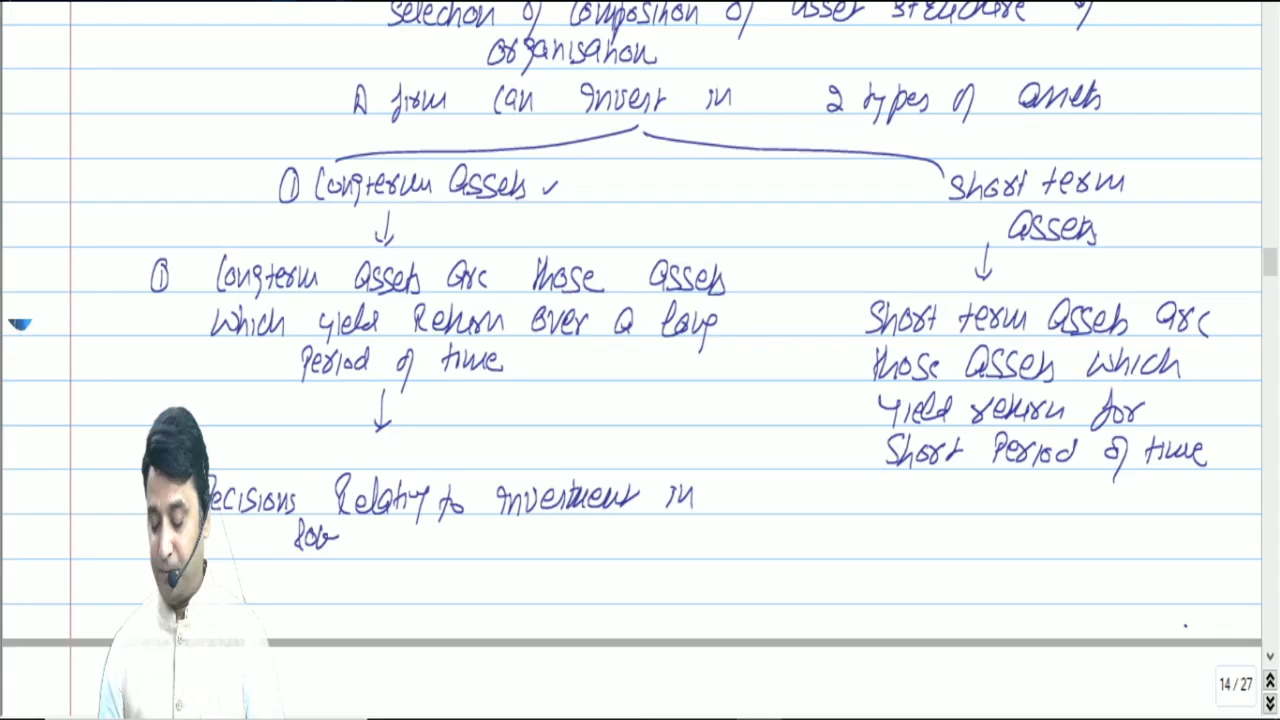 Selection of Composition of Asset Structure of
Organisation
A firm can invest in 2 types of assets
① Longterm Assets ✓
Short term
Assets
① Longterm Assets are those Assets
which yield Return over a long
Period of time
Short term Assets are
those Assets which
yield return for
Short Period of time
Decisions Relating to investment in
14 / 27